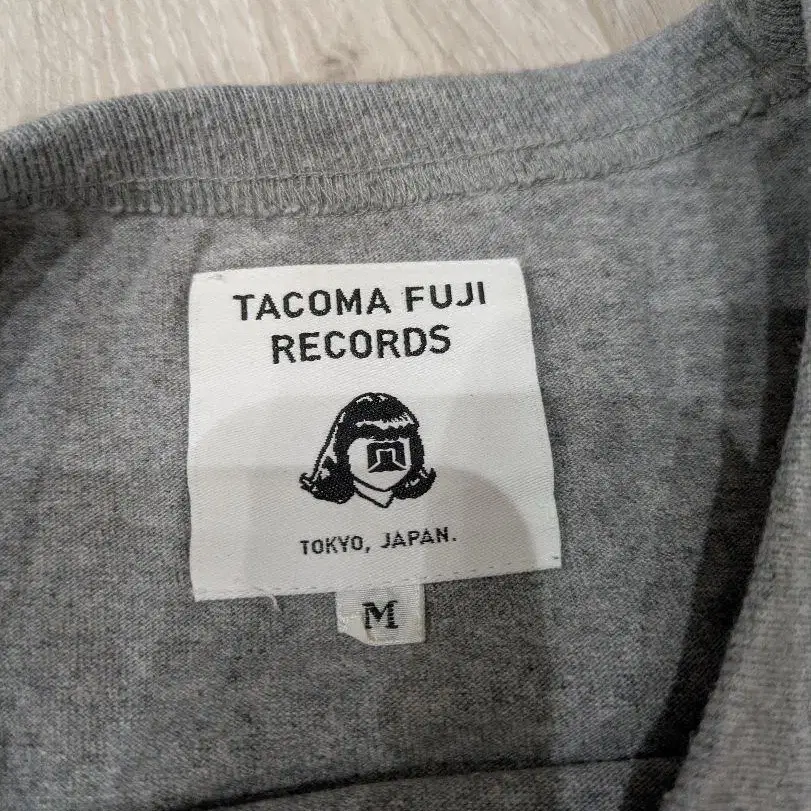 TACOMA FUJI
RECORDS
TOKYO, JAPAN.
M